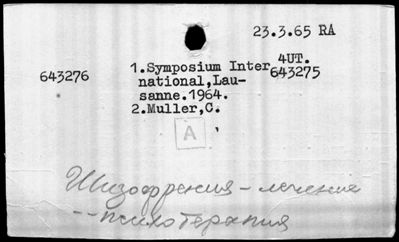 23.3.65 RA
4UT.
643276 1.Symposium Inter 643275
national,Lau-
sanne.1964.
2.Muller,C.
A
Шизофрения - лечение
-- психотерапия